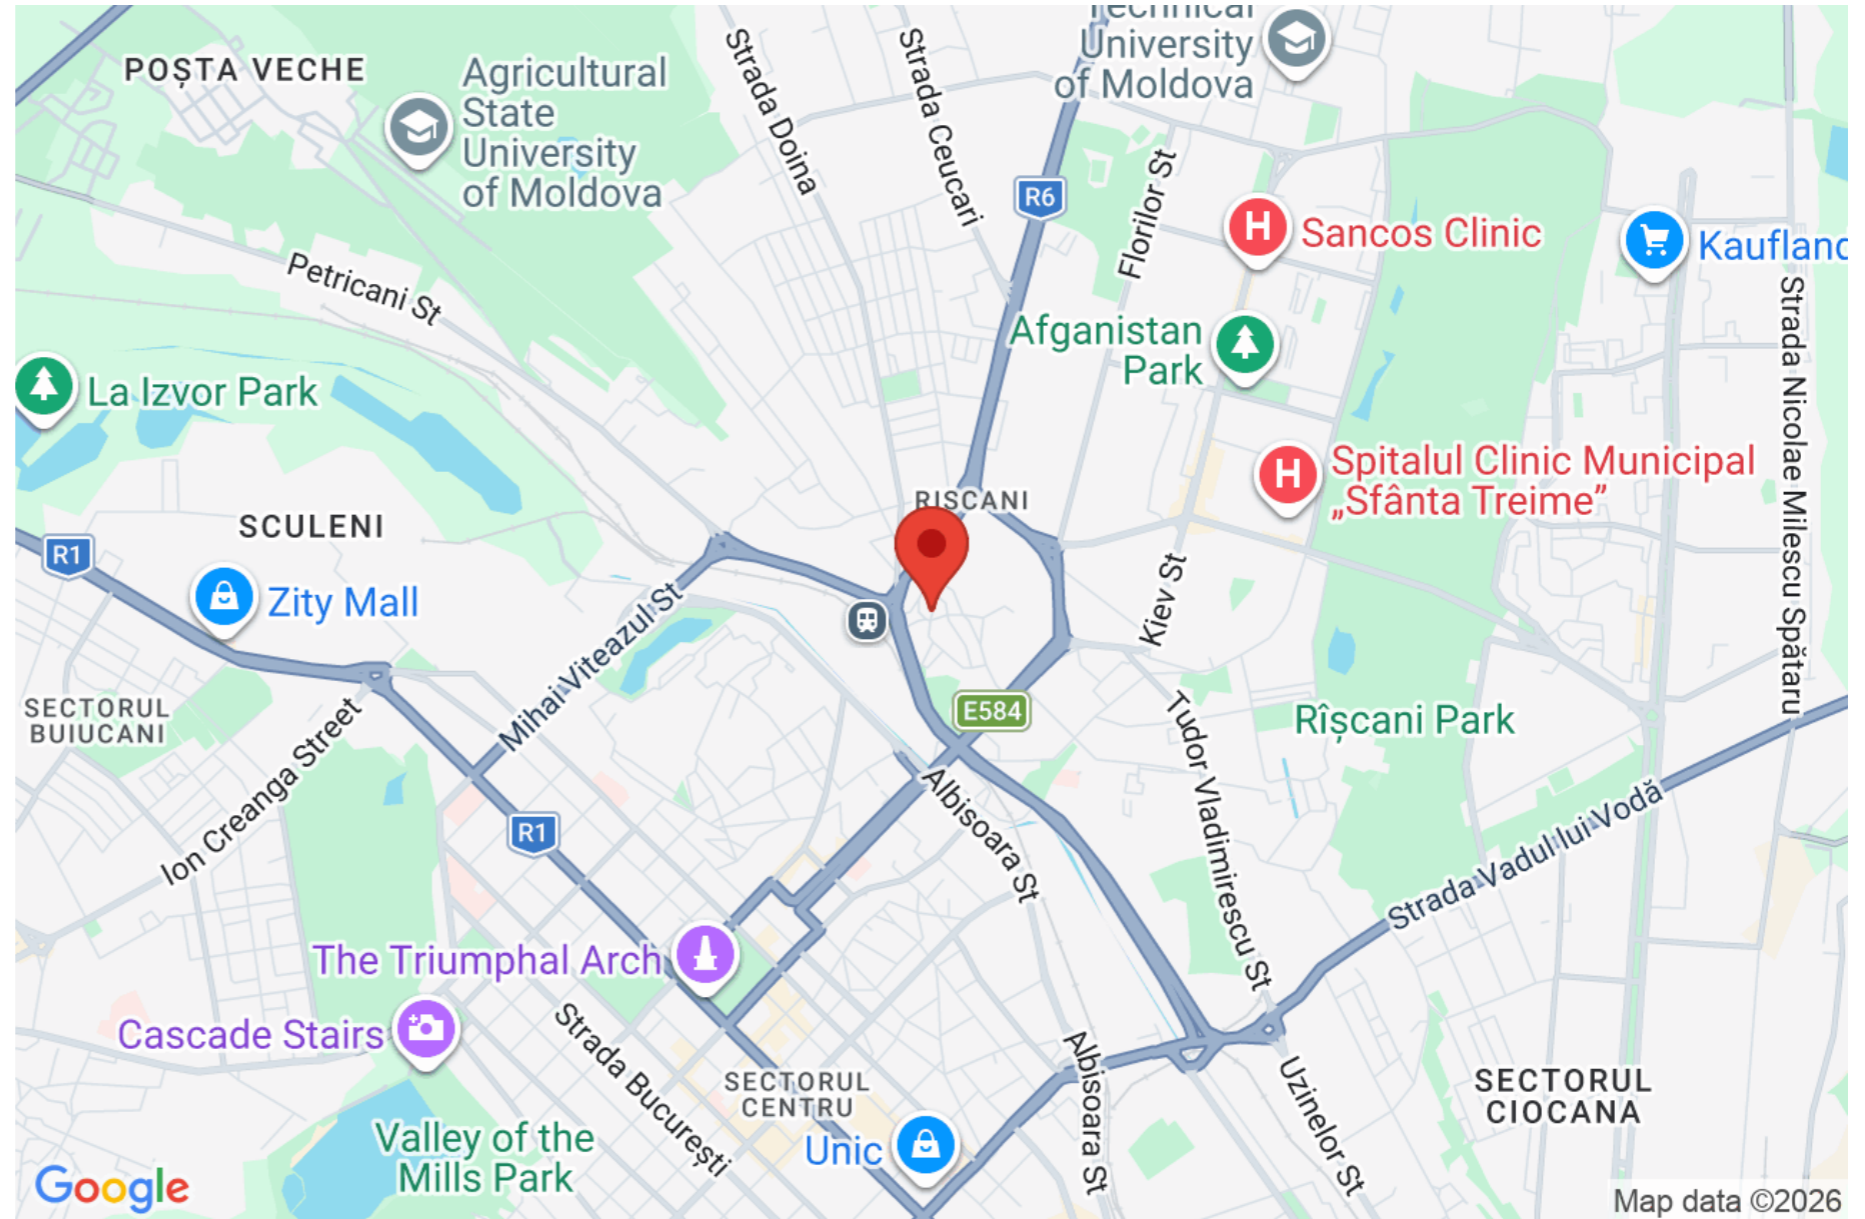 Technical
University
of Moldova
POȘTA VECHE
Agricultural
State
University
of Moldova
Strada Doina
Strada Ceucari
R6
Florilor St
Sancos Clinic
Kaufland
Petricani St
Afganistan
Park
Strada Nicolae Milescu Spătaru
La Izvor Park
RISCANI
Spitalul Clinic Municipal
„Sfânta Treime”
SCULENI
R1
Zity Mall
Mihai Viteazul St
Kiev St
SECTORUL
BUIUCANI
E584
Tudor Vladimirescu St
Rîșcani Park
Ion Creanga Street
Albisoara St
R1
Strada Vadul lui Vodă
The Triumphal Arch
Cascade Stairs
Strada București
Albisoara St
Uzinelor St
SECTORUL
CENTRU
SECTORUL
CIOCANA
Valley of the
Mills Park
Unic
Google
Map data ©2026